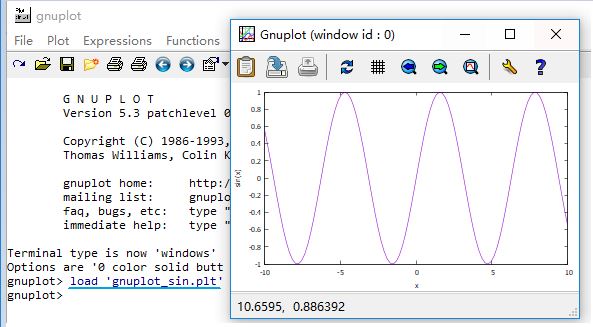 gnuplot
File Plot Expressions Functions
G N U P L O T
Version 5.3 patchlevel 0
Copyright (C) 1986-1993,
Thomas Williams, Colin K
gnuplot home: http:/
mailing list: gnuplo
faq, bugs, etc: type "
immediate help: type "
Terminal type is now 'windows'
Options are '0 color solid butt
gnuplot> load 'gnuplot_sin.plt'
gnuplot>
Gnuplot (window id : 0)
1
0.8
0.6
0.4
0.2
0
-0.2
-0.4
-0.6
-0.8
-1
sin(x)
-10 -5 0 5 10
x
10.6595, 0.886392